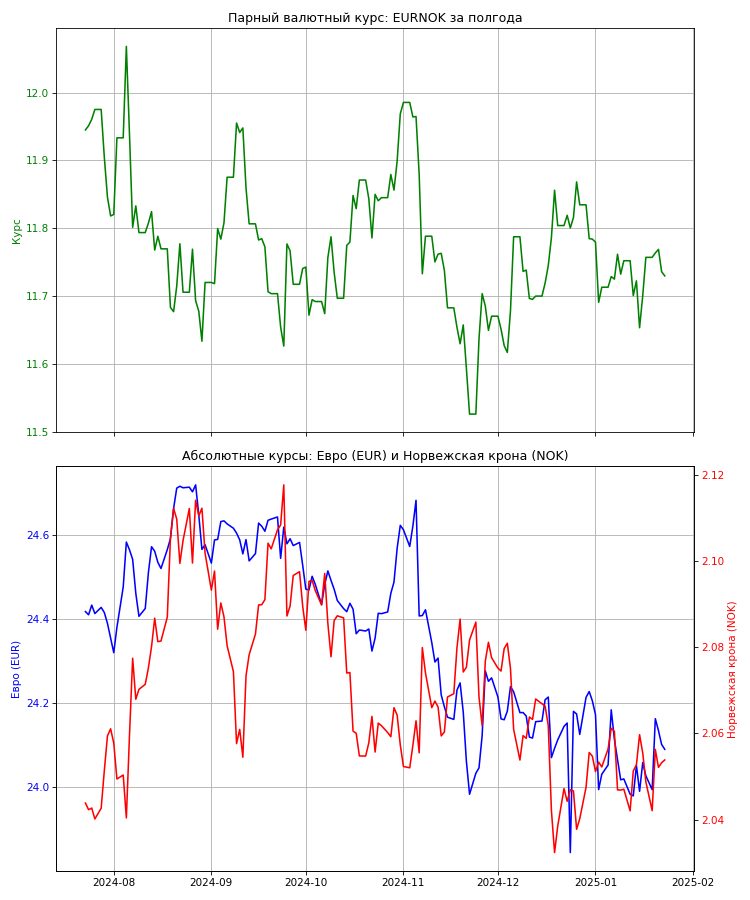 Парный валютный курс: EURNOK за полгода
12.0
11.9
11.8
11.7
11.6
11.5
Курс
Абсолютные курсы: Евро (EUR) и Норвежская крона (NOK)
24.6
24.4
24.2
24.0
Евро (EUR)
2.12
2.10
2.08
2.06
2.04
Норвежская крона (NOK)
2024-08 2024-09 2024-10 2024-11 2024-12 2025-01 2025-02